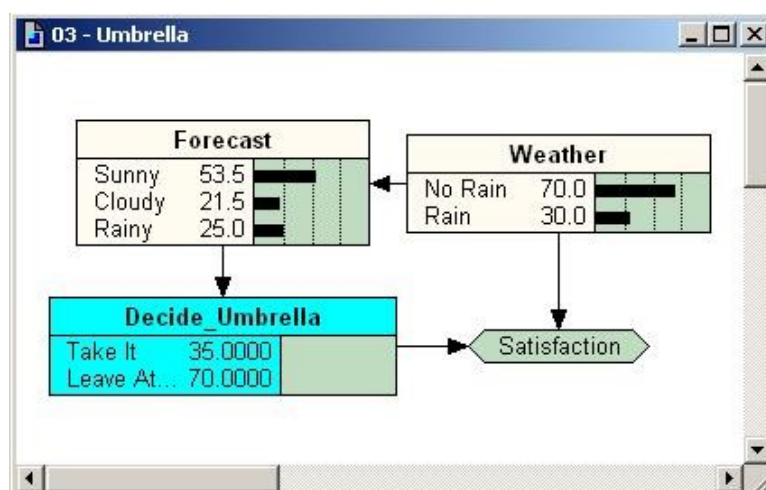 03 - Umbrella
Forecast
Sunny 53.5
Cloudy 21.5
Rainy 25.0
Weather
No Rain 70.0
Rain 30.0
Decide_Umbrella
Take It 35.0000
Leave At... 70.0000
Satisfaction